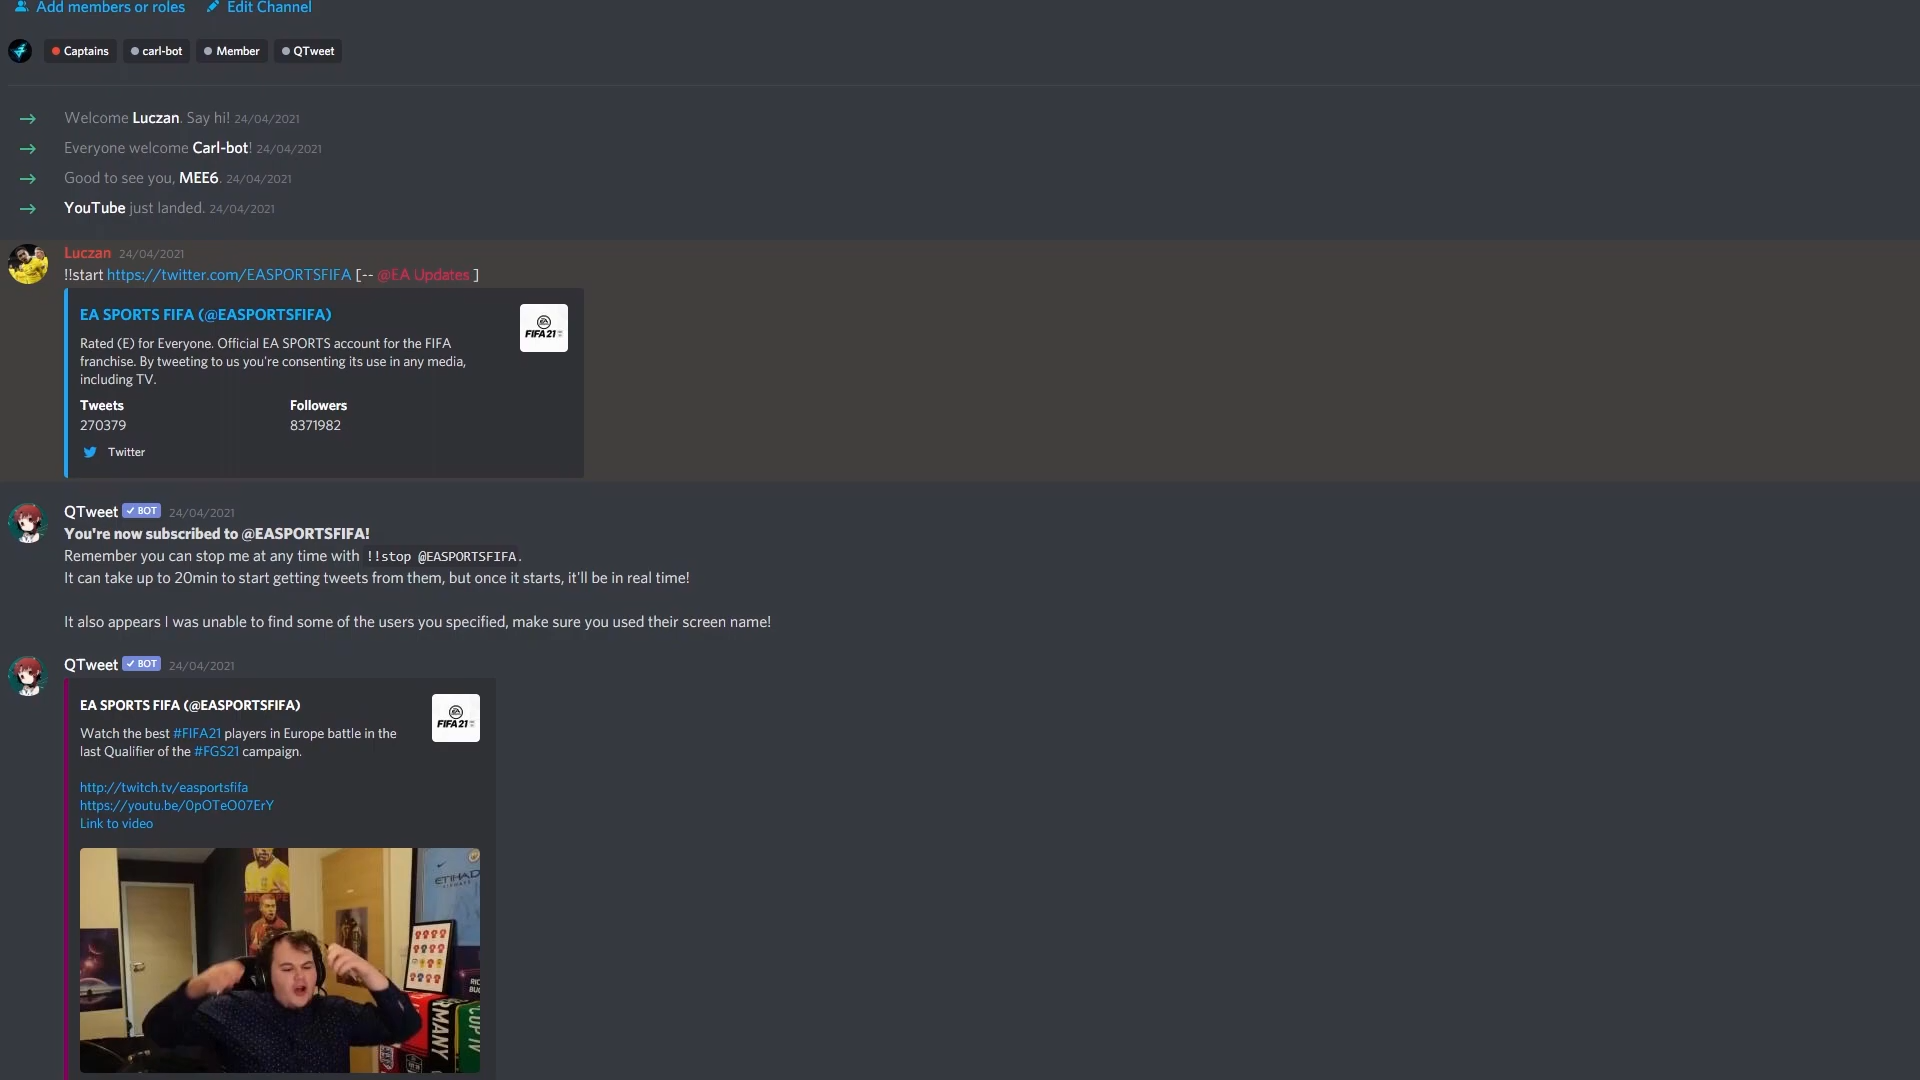 Add members or roles Edit Channel
Captains carl-bot Member QTweet
Welcome Luczan. Say hi! 24/04/2021
Everyone welcome Carl-bot! 24/04/2021
Good to see you, MEE6. 24/04/2021
YouTube just landed. 24/04/2021
Luczan 24/04/2021
!!start https://twitter.com/EASPORTSFIFA [-- @EA Updates ]
EA SPORTS FIFA (@EASPORTSFIFA)
FIFA 21
Rated (E) for Everyone. Official EA SPORTS account for the FIFA
franchise. By tweeting to us you're consenting its use in any media,
including TV.
Tweets Followers
270379 8371982
Twitter
QTweet BOT 24/04/2021
You're now subscribed to @EASPORTSFIFA!
Remember you can stop me at any time with !!stop @EASPORTSFIFA.
It can take up to 20min to start getting tweets from them, but once it starts, it'll be in real time!
It also appears I was unable to find some of the users you specified, make sure you used their screen name!
QTweet BOT 24/04/2021
EA SPORTS FIFA (@EASPORTSFIFA)
FIFA 21
Watch the best #FIFA21 players in Europe battle in the
last Qualifier of the #FGS21 campaign.
http://twitch.tv/easportsfifa
https://youtu.be/0pOTeO07ErY
Link to video
ETIHAD
AIRWAYS